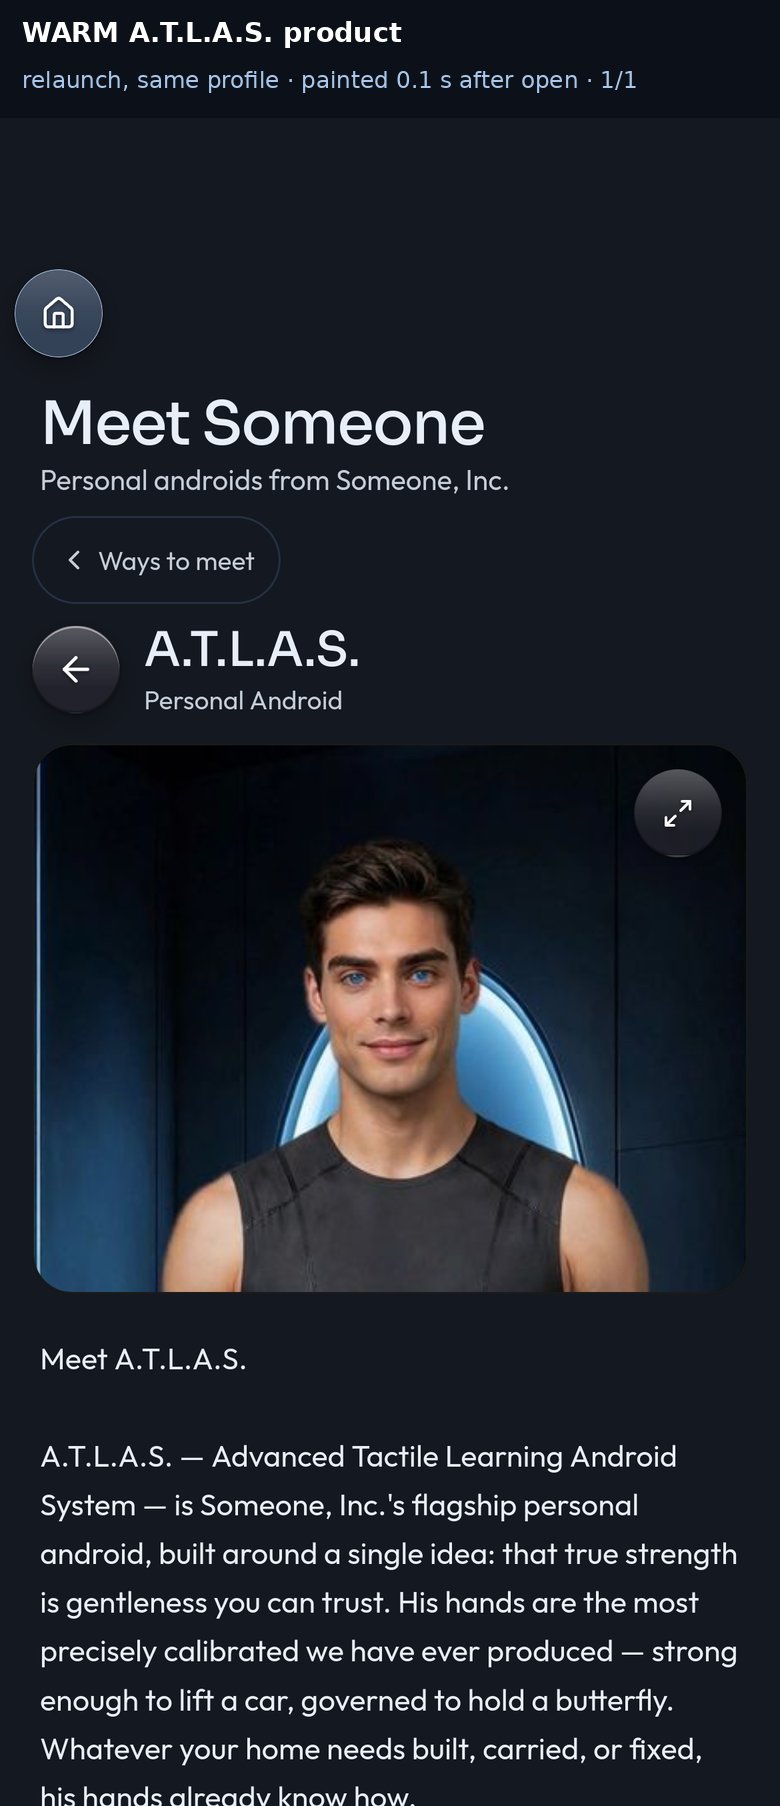 WARM A.T.L.A.S. product
relaunch, same profile · painted 0.1 s after open · 1/1
Meet Someone
Personal androids from Someone, Inc.
Ways to meet
A.T.L.A.S.
Personal Android
Meet A.T.L.A.S.
A.T.L.A.S. — Advanced Tactile Learning Android
System — is Someone, Inc.'s flagship personal
android, built around a single idea: that true strength
is gentleness you can trust. His hands are the most
precisely calibrated we have ever produced — strong
enough to lift a car, governed to hold a butterfly.
Whatever your home needs built, carried, or fixed,
his hands already know how.